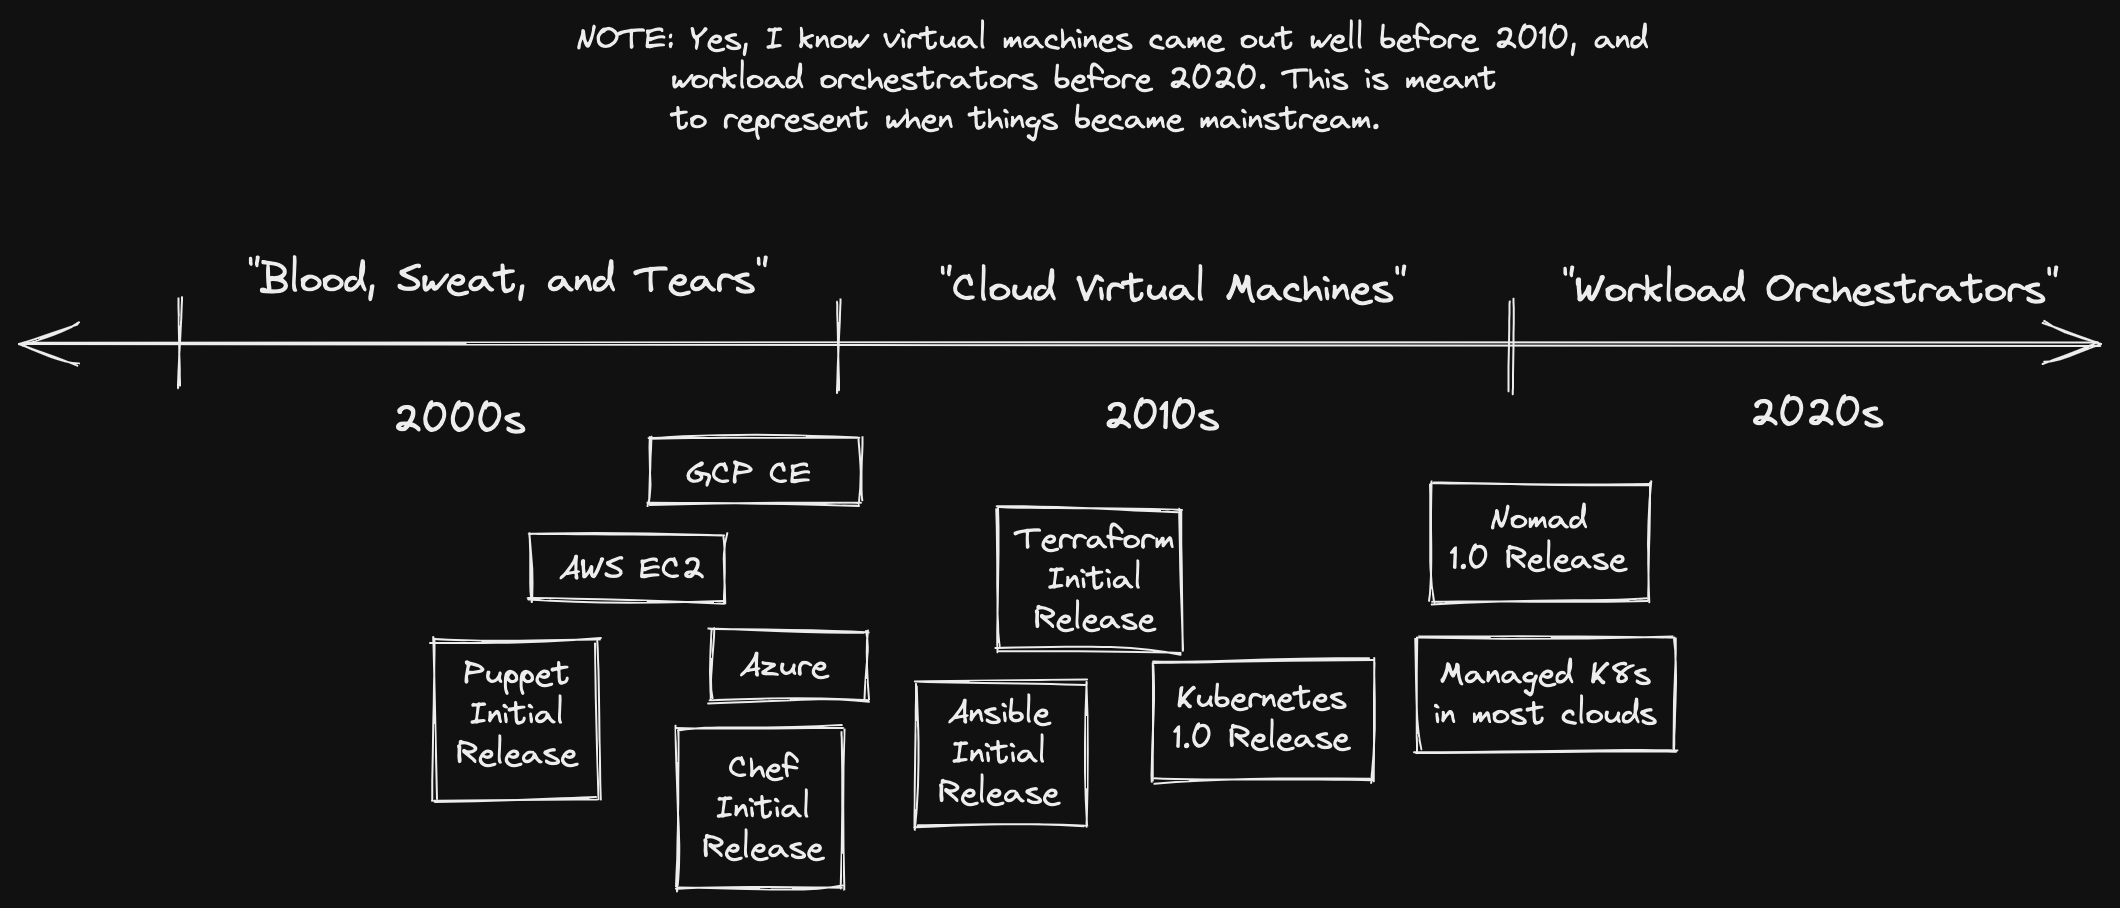 NOTE: Yes, I know virtual machines came out well before 2010, and
workload orchestrators before 2020. This is meant
to represent when things became mainstream.
"Blood, Sweat, and Tears"
"Cloud Virtual Machines"
"Workload Orchestrators"
2000s
2010s
2020s
GCP CE
AWS EC2
Azure
Puppet
Initial
Release
Chef
Initial
Release
Terraform
Initial
Release
Ansible
Initial
Release
Kubernetes
1.0 Release
Nomad
1.0 Release
Managed K8s
in most clouds